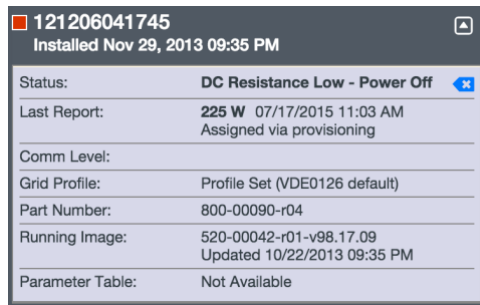 121206041745
Installed Nov 29, 2013 09:35 PM
Status: DC Resistance Low - Power Off
Last Report: 225 W 07/17/2015 11:03 AM
Assigned via provisioning
Comm Level:
Grid Profile: Profile Set (VDE0126 default)
Part Number: 800-00090-r04
Running Image: 520-00042-r01-v98.17.09
Updated 10/22/2013 09:35 PM
Parameter Table: Not Available